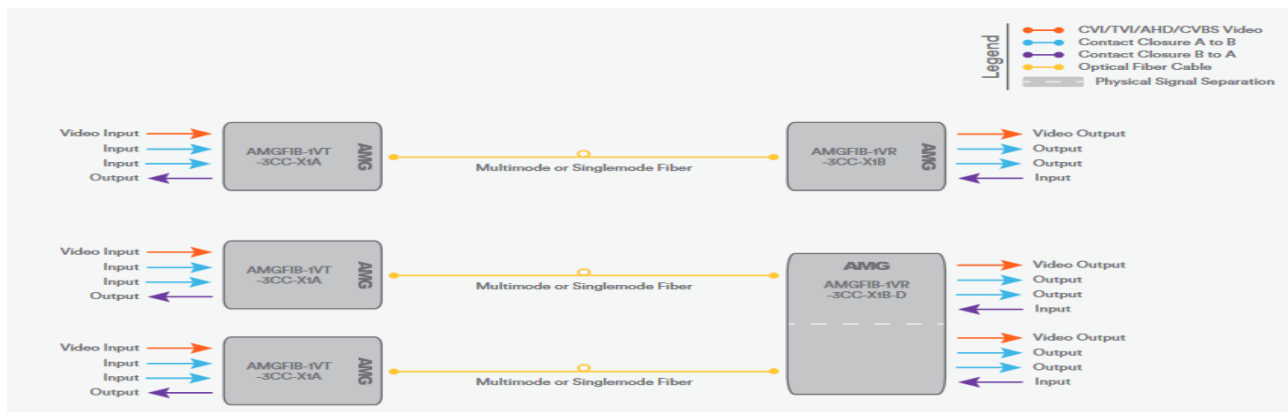 Legend
CVI/TVI/AHD/CVBS Video
Contact Closure A to B
Contact Closure B to A
Optical Fiber Cable
Physical Signal Separation
Video Input
Input
Input
Output
AMGFIB-1VT
-3CC-X1A
AMG
Multimode or Singlemode Fiber
AMGFIB-1VR
-3CC-X1B
AMG
Video Output
Output
Output
Input
Video Input
Input
Input
Output
AMGFIB-1VT
-3CC-X1A
AMG
Multimode or Singlemode Fiber
AMG
AMGFIB-1VR
-3CC-X1B-D
Video Output
Output
Output
Input
Video Input
Input
Input
Output
AMGFIB-1VT
-3CC-X1A
AMG
Multimode or Singlemode Fiber
Video Output
Output
Output
Input